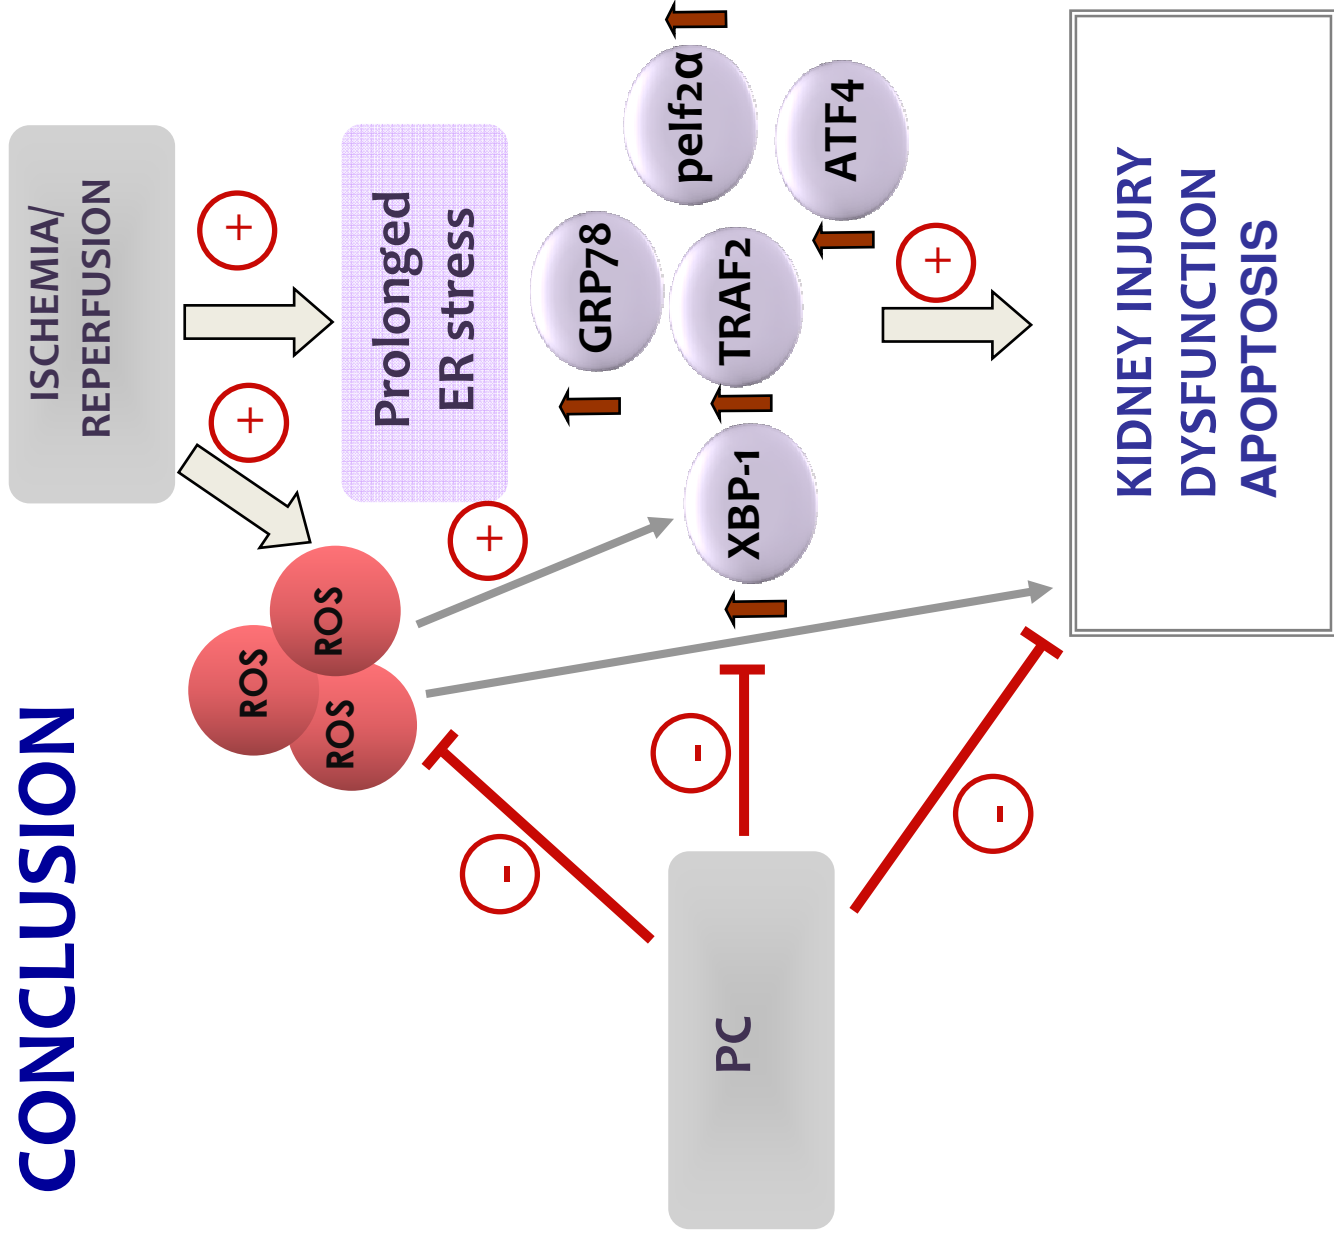 CONCLUSION
ISCHEMIA/
REPERFUSION
+
+
ROS
ROS
ROS
Prolonged
ER stress
+
-
GRP78
pelf2α
-
XBP-1
TRAF2
ATF4
PC
+
-
KIDNEY INJURY
DYSFUNCTION
APOPTOSIS